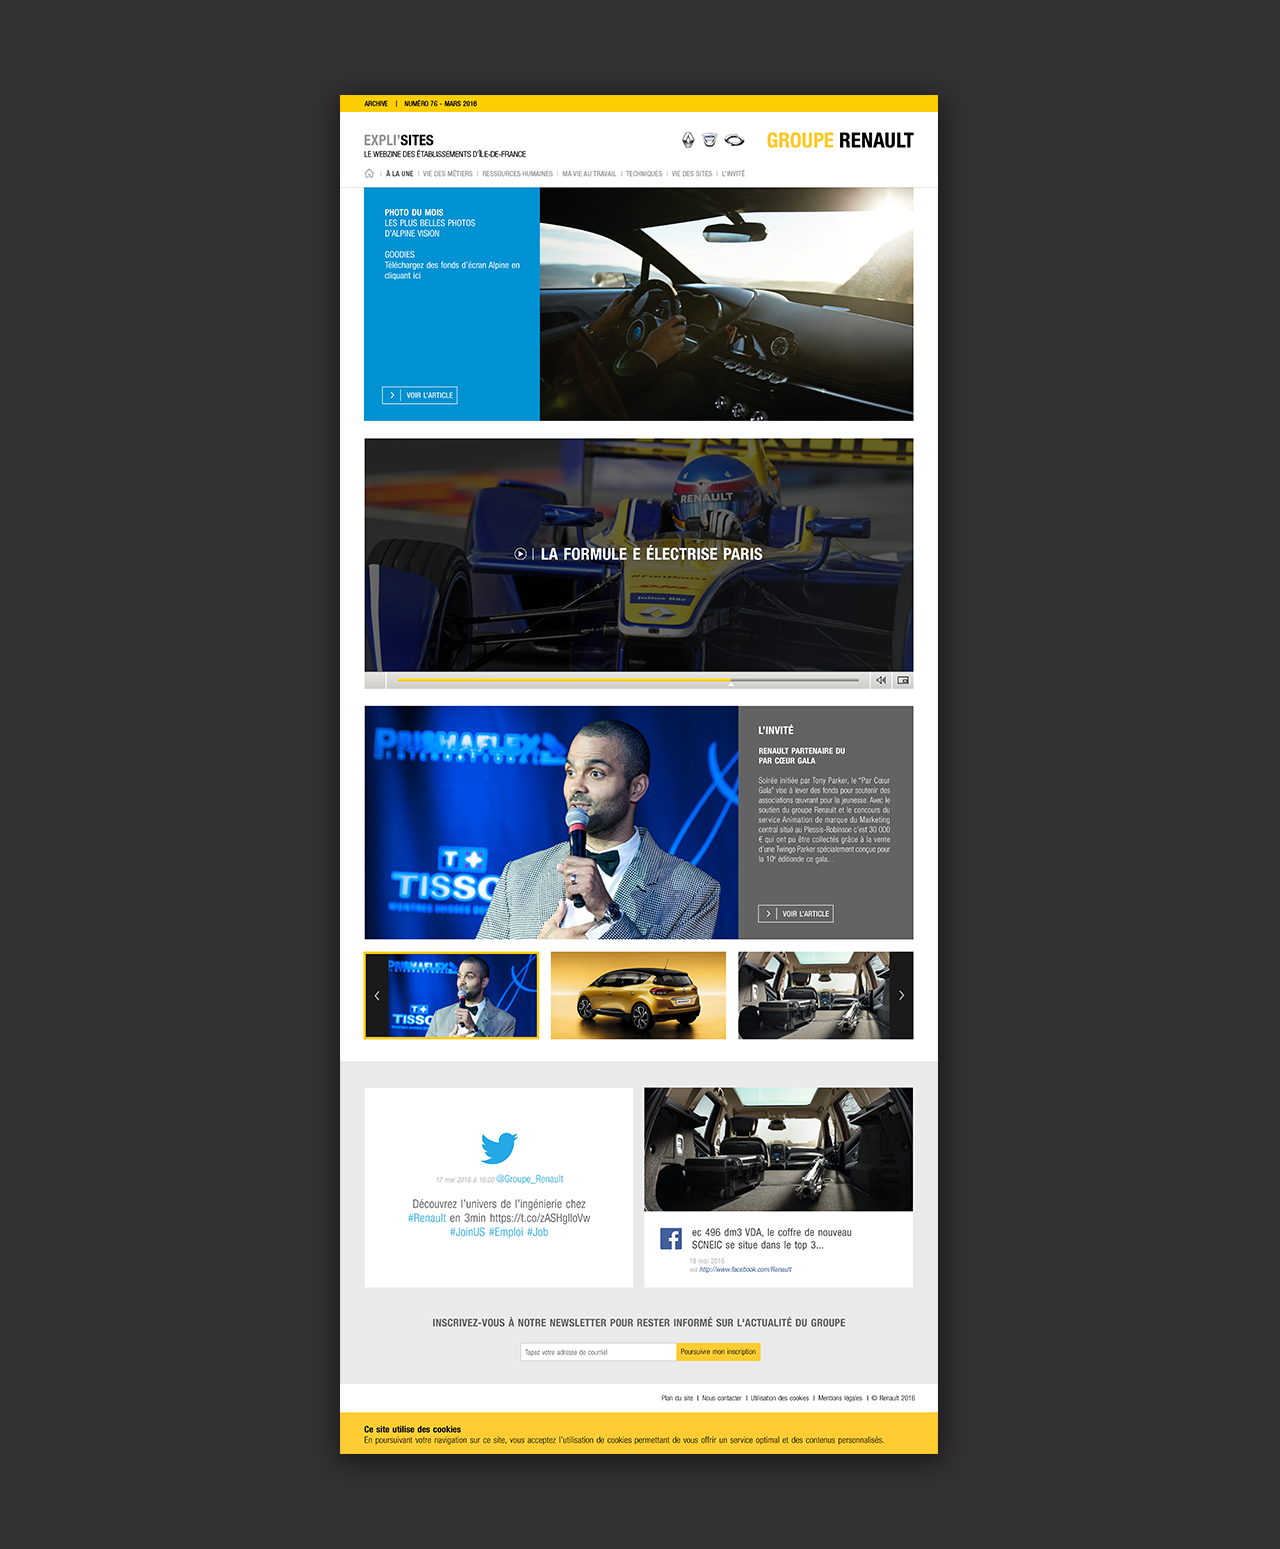 ARCHIVE | NUMÉRO 76 - MARS 2016
EXPLI'SITES
LE WEBZINE DES ÉTABLISSEMENTS D'ÎLE-DE-FRANCE
GROUPE RENAULT
À LA UNE | VIE DES MÉTIERS | RESSOURCES HUMAINES | MA VIE AU TRAVAIL | TECHNIQUES | VIE DES SITES | L'INVITÉ
PHOTO DU MOIS
LES PLUS BELLES PHOTOS
D'ALPINE VISION
GOODIES
Téléchargez des fonds d'écran Alpine en
cliquant ici
VOIR L'ARTICLE
RENAULT
RENAULT
LA FORMULE E ÉLECTRISE PARIS
DHL
Julius Bär
PRISMAFLEX
INTERNATIONAL
TISSO
L'INVITÉ
RENAULT PARTENAIRE DU
PAR CŒUR GALA
Soirée initiée par Tony Parker, le "Par Cœur
Gala" vise à lever des fonds pour soutenir des
associations œuvrant pour la jeunesse. Avec le
soutien du groupe Renault et le concours du
service Animation de marque du Marketing
central situé au Plessis-Robinson c'est 30 000
€ qui ont pu être collectés grâce à la vente
d'une Twingo Parker spécialement conçue pour
la 10e éditionde ce gala...
VOIR L'ARTICLE
PRISMAFLEX
INTERNATIONAL
TISSO
17 mai 2016 à 16:00 @Groupe_Renault
Découvrez l'univers de l'ingénierie chez
#Renault en 3min https://t.co/zASHglloVw
#JoinUS #Emploi #Job
ec 496 dm3 VDA, le coffre de nouveau
SCNEIC se situe dans le top 3...
18 mai 2016
via http://www.facebook.com/Renault
INSCRIVEZ-VOUS À NOTRE NEWSLETTER POUR RESTER INFORMÉ SUR L'ACTUALITÉ DU GROUPE
Tapez votre adresse de courriel
Poursuivre mon inscription
Plan du site | Nous contacter | Utilisation des cookies | Mentions légales | © Renault 2016
Ce site utilise des cookies
En poursuivant votre navigation sur ce site, vous acceptez l'utilisation de cookies permettant de vous offrir un service optimal et des contenus personnalisés.